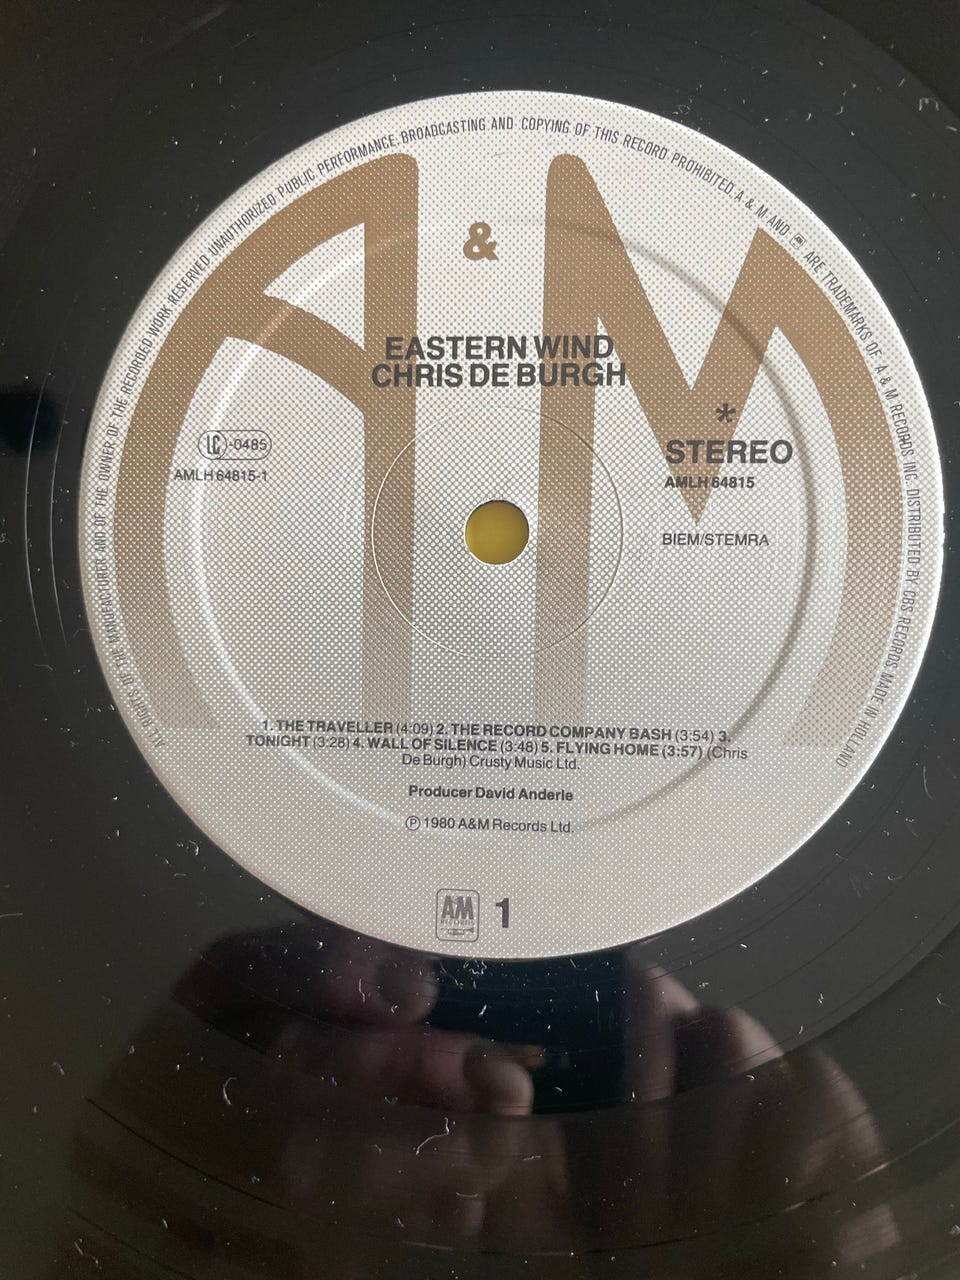 ALL RIGHTS OF THE MANUFACTURER AND OF THE OWNER OF THE RECORDED WORK RESERVED UNAUTHORIZED PUBLIC PERFORMANCE, BROADCASTING AND COPYING OF THIS RECORD PROHIBITED. A & M AND AM ARE TRADEMARKS OF A & M RECORDS INC. DISTRIBUTED BY CBS RECORDS MADE IN HOLLAND
A & M
EASTERN WIND
CHRIS DE BURGH
LC-0485
AMLH 64815-1
*
STEREO
AMLH 64815
BIEM/STEMRA
1. THE TRAVELLER (4:09) 2. THE RECORD COMPANY BASH (3:54) 3.
TONIGHT (3:28) 4. WALL OF SILENCE (3:48) 5. FLYING HOME (3:57) (Chris
De Burgh) Crusty Music Ltd.
Producer David Anderle
℗ 1980 A&M Records Ltd.
AM RECORDS 1